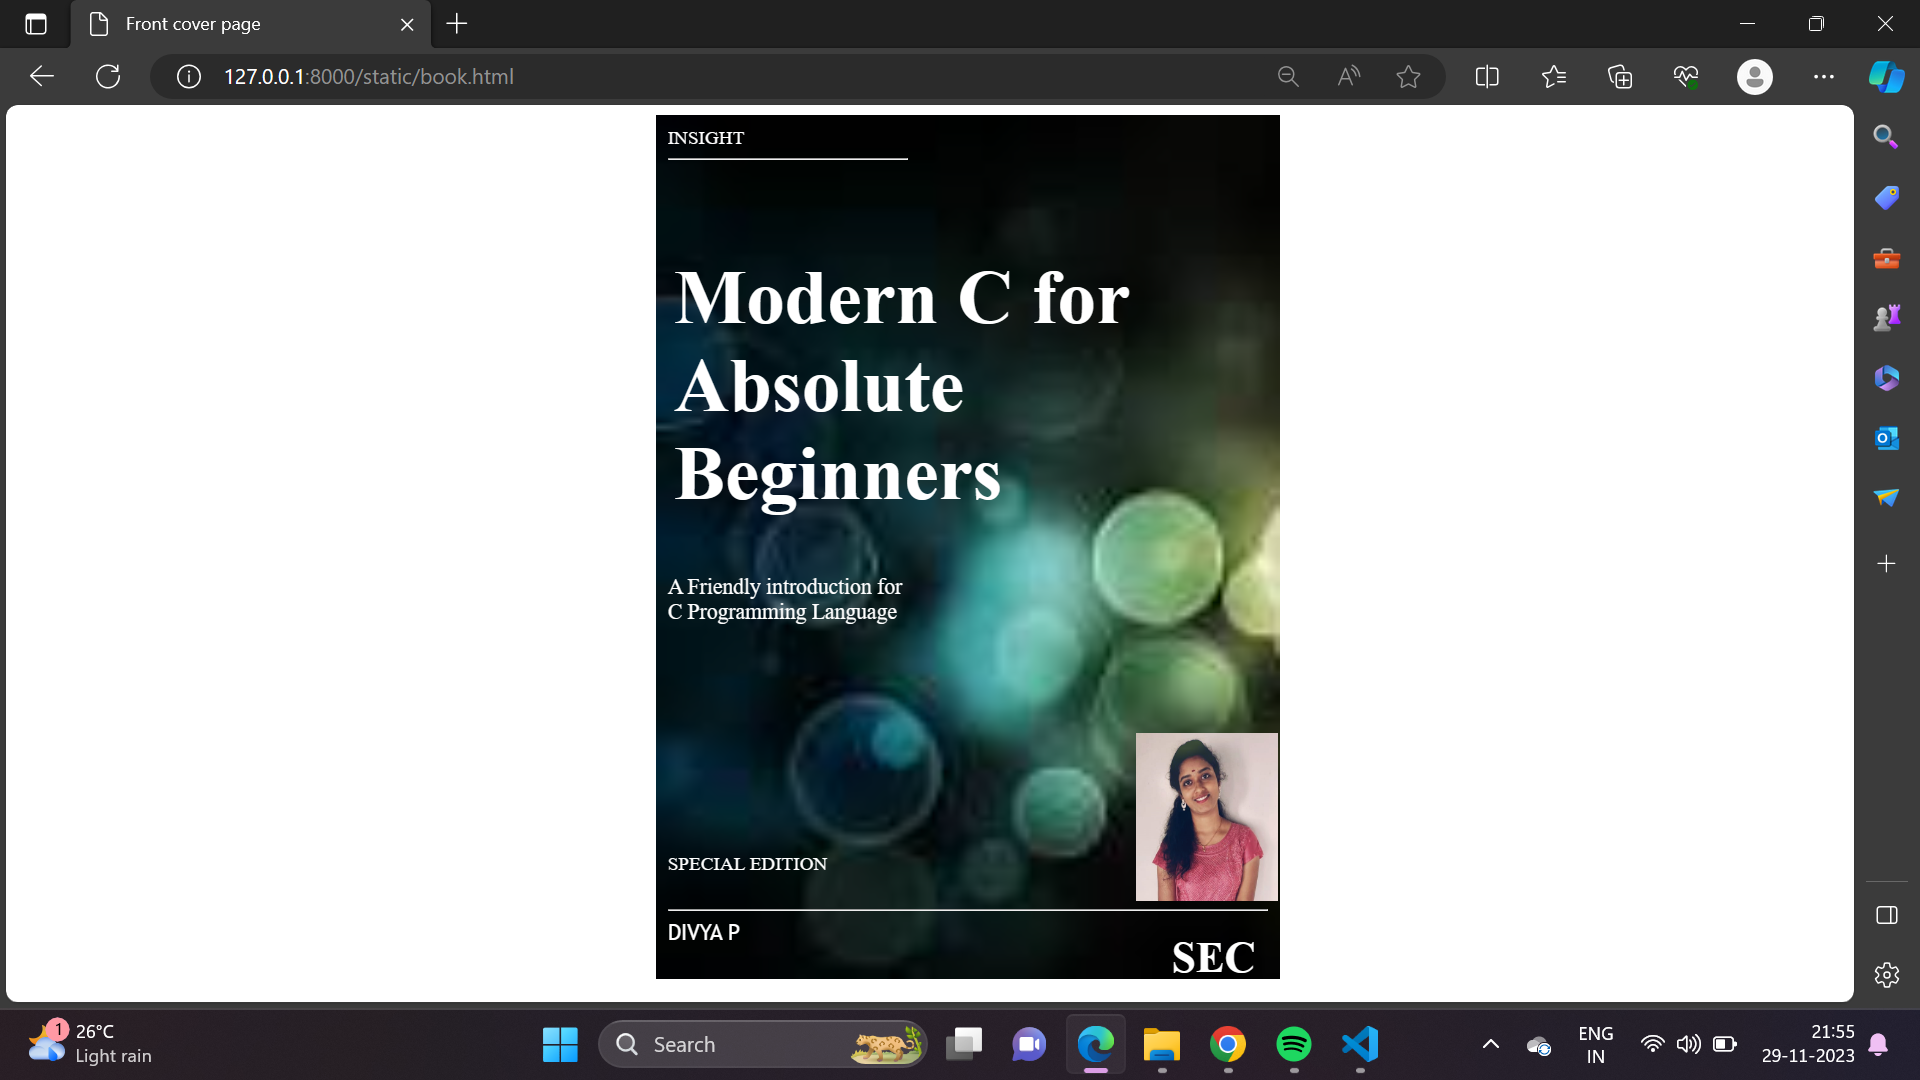 Front cover page
127.0.0.1:8000/static/book.html
INSIGHT
Modern C for
Absolute
Beginners
A Friendly introduction for
C Programming Language
SPECIAL EDITION
DIVYA P
SEC
1
26°C
Light rain
Search
ENG
IN
21:55
29-11-2023